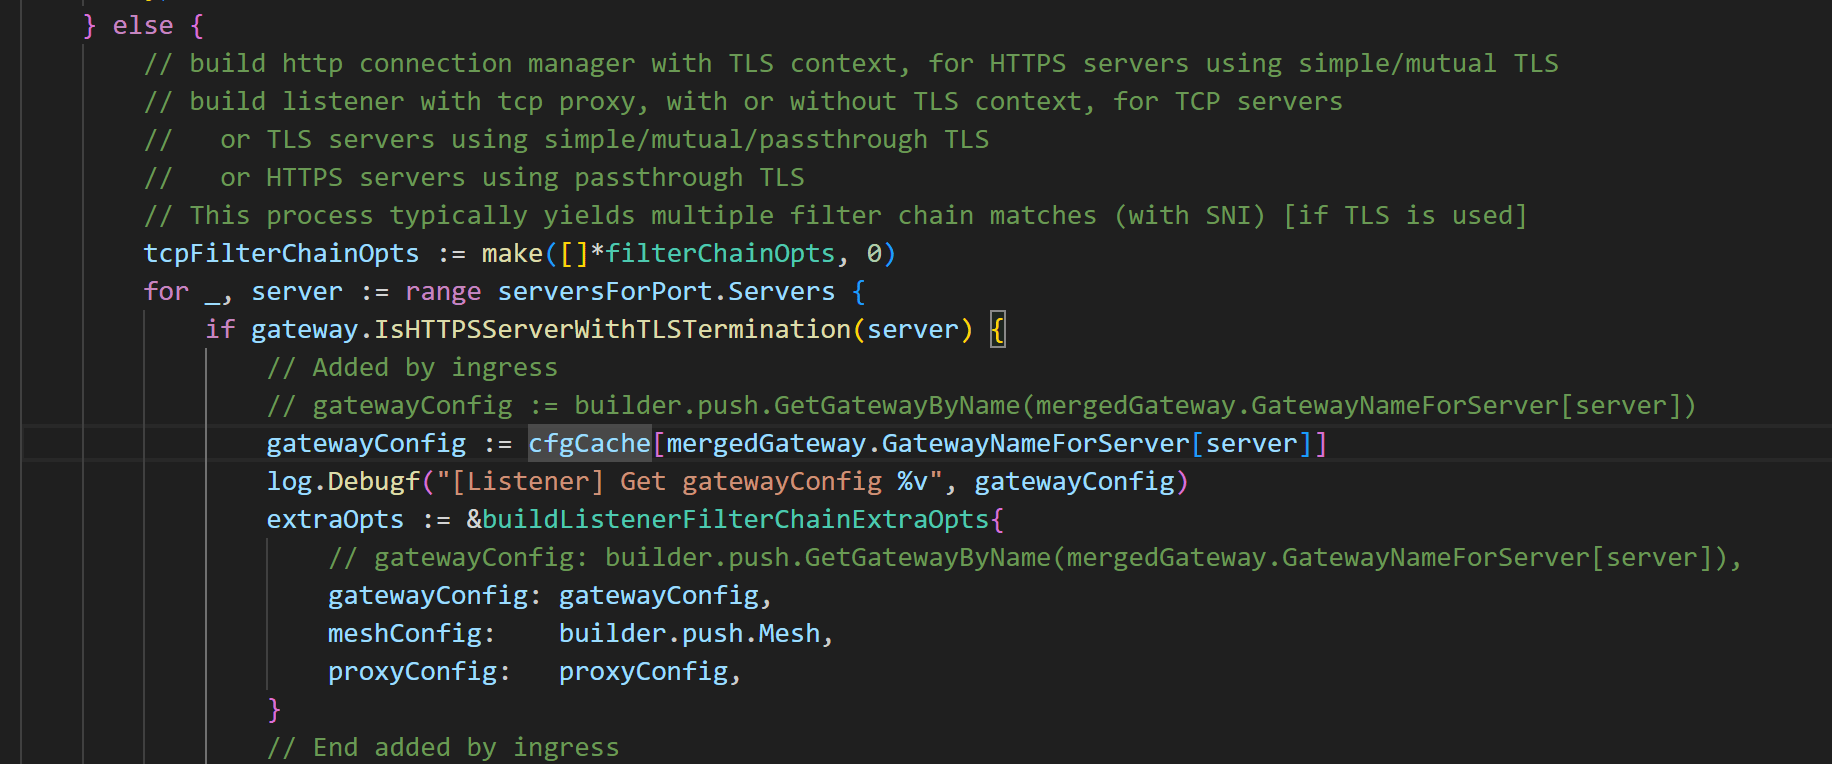 } else {
// build http connection manager with TLS context, for HTTPS servers using simple/mutual TLS
// build listener with tcp proxy, with or without TLS context, for TCP servers
//   or TLS servers using simple/mutual/passthrough TLS
//   or HTTPS servers using passthrough TLS
// This process typically yields multiple filter chain matches (with SNI) [if TLS is used]
tcpFilterChainOpts := make([]*filterChainOpts, 0)
for _, server := range serversForPort.Servers {
if gateway.IsHTTPSServerWithTLSTermination(server) {
// Added by ingress
// gatewayConfig := builder.push.GetGatewayByName(mergedGateway.GatewayNameForServer[server])
gatewayConfig := cfgCache[mergedGateway.GatewayNameForServer[server]]
log.Debugf("[Listener] Get gatewayConfig %v", gatewayConfig)
extraOpts := &buildListenerFilterChainExtraOpts{
// gatewayConfig: builder.push.GetGatewayByName(mergedGateway.GatewayNameForServer[server]),
gatewayConfig: gatewayConfig,
meshConfig:    builder.push.Mesh,
proxyConfig:   proxyConfig,
}
// End added by ingress